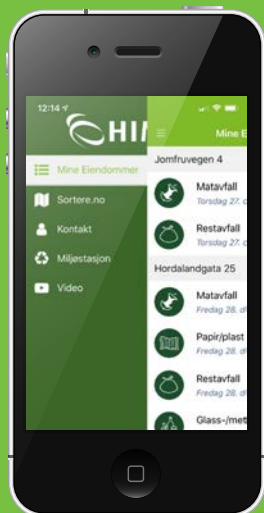 12:14
HI
Mine Eiendommer
Sortere.no
Kontakt
Miljøstasjon
Video
Mine E
Jomfruvegen 4
Matavfall
Torsdag 27. d
Restavfall
Torsdag 27. d
Hordalandgata 25
Matavfall
Fredag 28. d
Papir/plast
Fredag 28. d
Restavfall
Fredag 28. d
Glass-/met